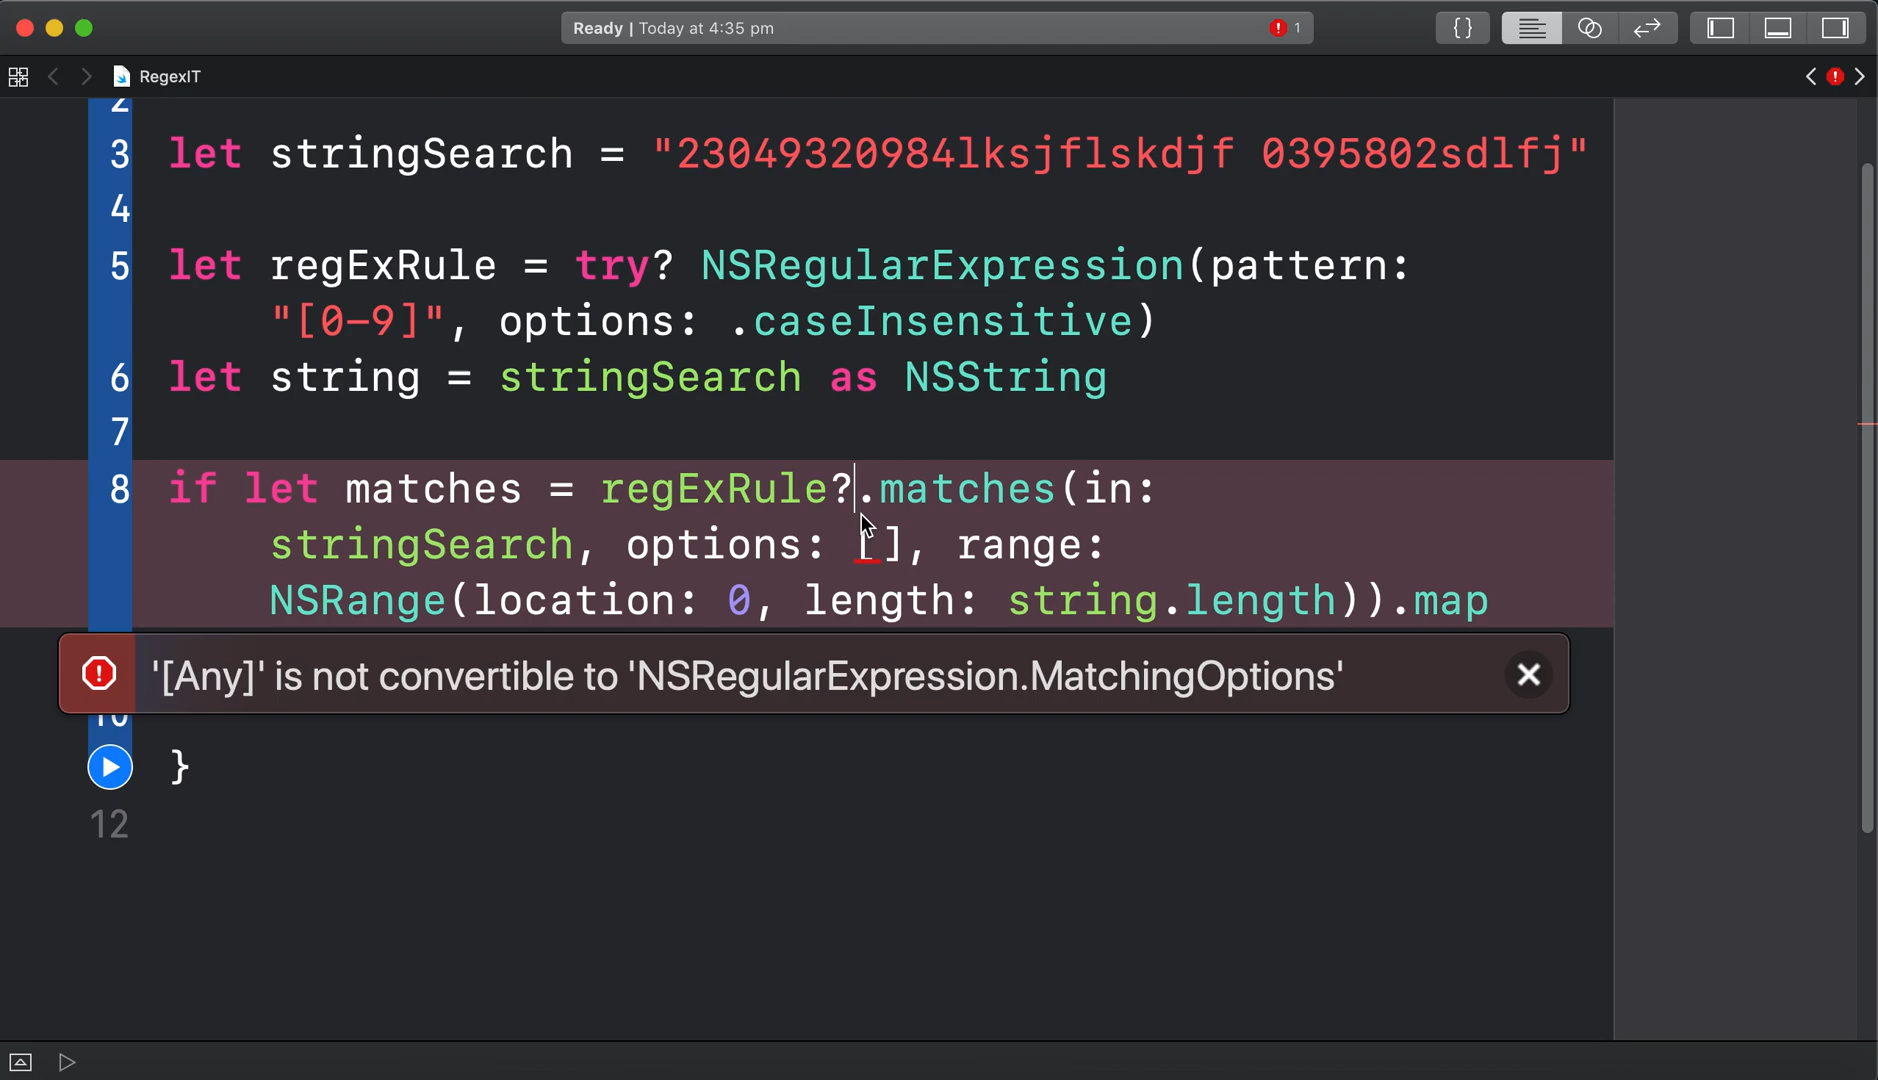 Ready | Today at 4:35 pm
1
{}
RegexIT
2
3 let stringSearch = "23049320984lksjflskdjf 0395802sdlfj"
4
5 let regExRule = try? NSRegularExpression(pattern:
"[0-9]", options: .caseInsensitive)
6 let string = stringSearch as NSString
7
8 if let matches = regExRule?.matches(in:
stringSearch, options: [], range:
NSRange(location: 0, length: string.length)).map
'[Any]' is not convertible to 'NSRegularExpression.MatchingOptions'
10
}
12